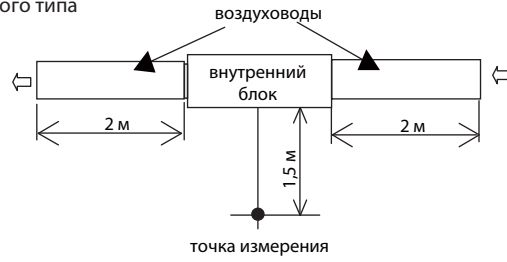 ого типа
воздуховоды
внутренний
блок
2 м
2 м
1,5 м
точка измерения